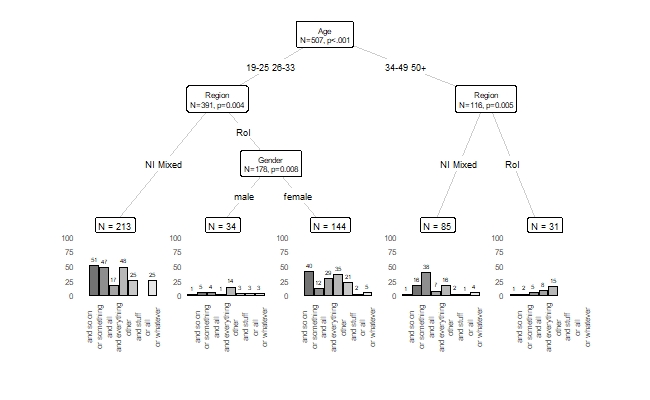 Age
N=507, p<.001
19-25 26-33
34-49 50+
Region
N=391, p=0.004
Region
N=116, p=0.005
RoI
NI Mixed
Gender
N=178, p=0.008
NI Mixed
RoI
male
female
N = 213
N = 34
N = 144
N = 85
N = 31
100
75
50
25
0
51 47 17 48 25 25
100
75
50
25
0
1 5 4 1 14 3 3 3
100
75
50
25
0
40 12 29 35 21 2 5
100
75
50
25
0
1 16 38 7 16 2 1 4
100
75
50
25
0
1 2 5 8 15
and so on
or something
and all
and everything
other
and stuff
or all
or whatever
and so on
or something
and all
and everything
other
and stuff
or all
or whatever
and so on
or something
and all
and everything
other
and stuff
or all
or whatever
and so on
or something
and all
and everything
other
and stuff
or all
or whatever
and so on
or something
and all
and everything
other
and stuff
or all
or whatever